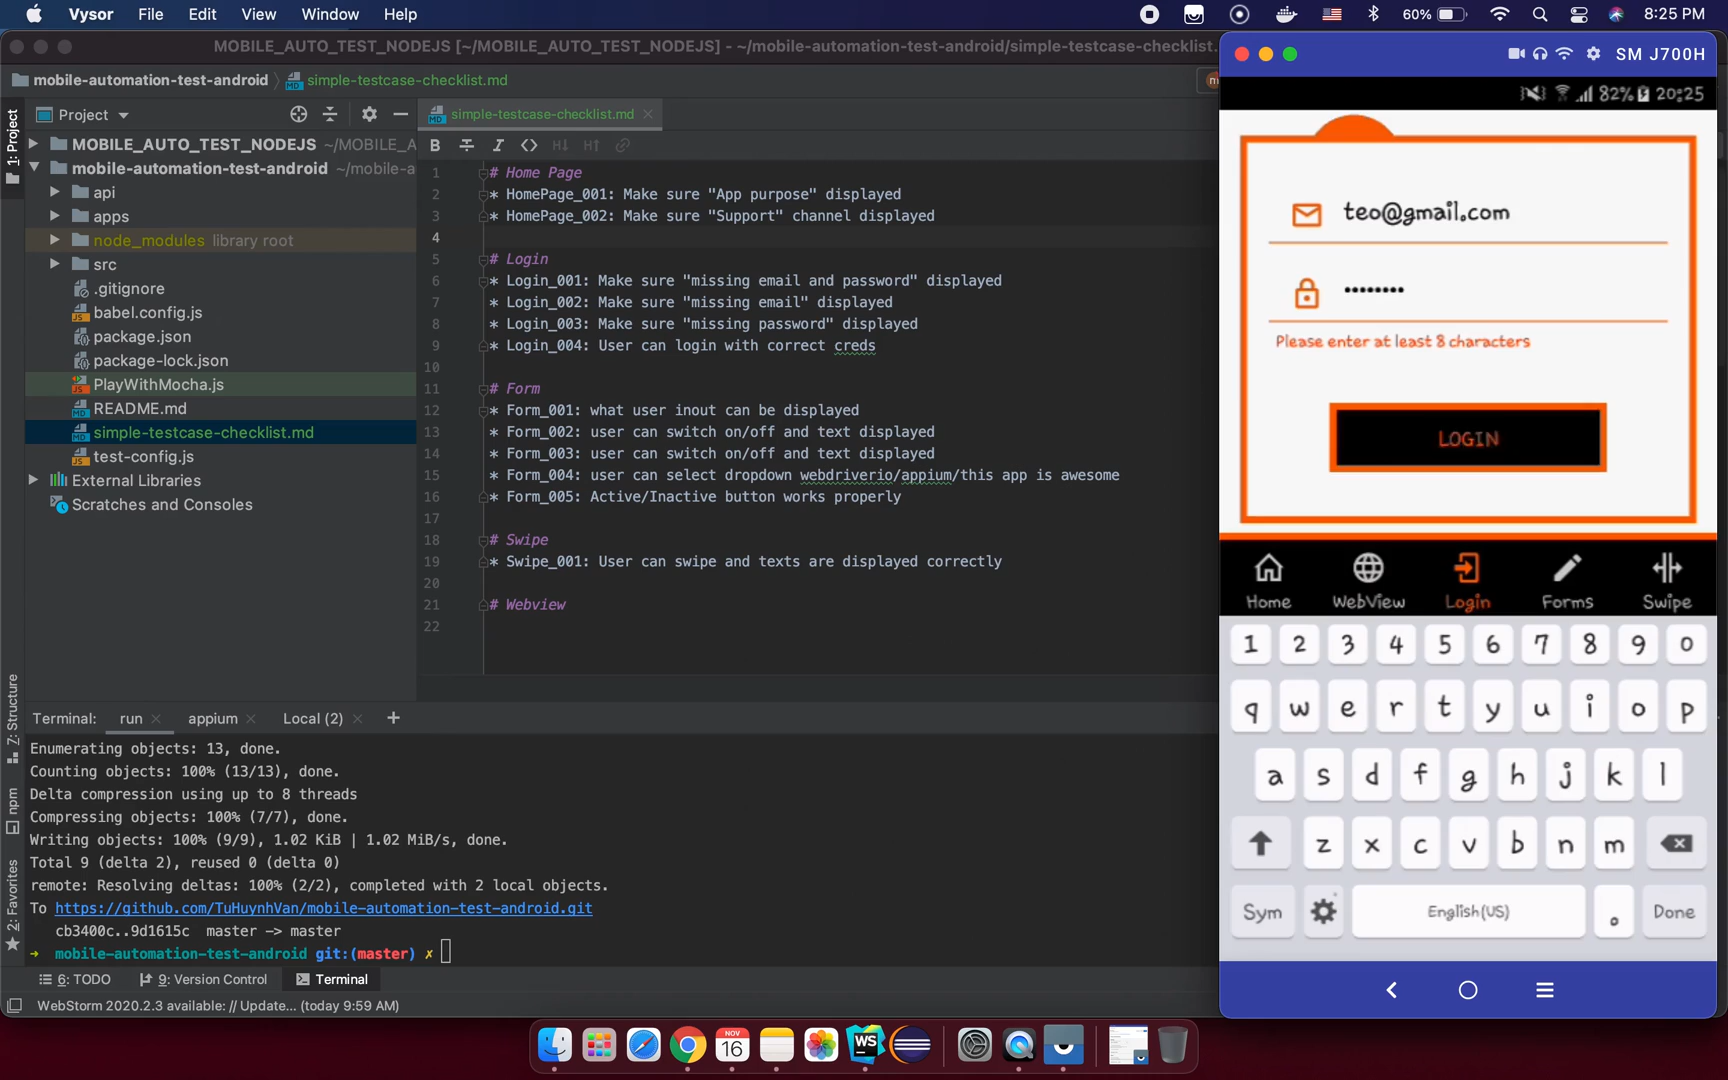 Vysor File Edit View Window Help
60% 8:25 PM
MOBILE_AUTO_TEST_NODEJS [~/MOBILE_AUTO_TEST_NODEJS] - ~/mobile-automation-test-android/simple-testcase-checklist.
mobile-automation-test-android simple-testcase-checklist.md
Project
simple-testcase-checklist.md
MOBILE_AUTO_TEST_NODEJS ~/MOBILE_A
mobile-automation-test-android ~/mobile-a
api
apps
node_modules library root
src
.gitignore
babel.config.js
package.json
package-lock.json
PlayWithMocha.js
README.md
simple-testcase-checklist.md
test-config.js
External Libraries
Scratches and Consoles
1: Project
7: Structure
npm
2: Favorites
B I <> H↓ H↑
1 # Home Page
2 * HomePage_001: Make sure "App purpose" displayed
3 * HomePage_002: Make sure "Support" channel displayed
4
5 # Login
6 * Login_001: Make sure "missing email and password" displayed
7 * Login_002: Make sure "missing email" displayed
8 * Login_003: Make sure "missing password" displayed
9 * Login_004: User can login with correct creds
10
11 # Form
12 * Form_001: what user inout can be displayed
13 * Form_002: user can switch on/off and text displayed
14 * Form_003: user can switch on/off and text displayed
15 * Form_004: user can select dropdown webdriverio/appium/this app is awesome
16 * Form_005: Active/Inactive button works properly
17
18 # Swipe
19 * Swipe_001: User can swipe and texts are displayed correctly
20
21 # Webview
22
Terminal: run appium Local (2) +
Enumerating objects: 13, done.
Counting objects: 100% (13/13), done.
Delta compression using up to 8 threads
Compressing objects: 100% (7/7), done.
Writing objects: 100% (9/9), 1.02 KiB | 1.02 MiB/s, done.
Total 9 (delta 2), reused 0 (delta 0)
remote: Resolving deltas: 100% (2/2), completed with 2 local objects.
To https://github.com/TuHuynhVan/mobile-automation-test-android.git
cb3400c..9d1615c master -> master
→ mobile-automation-test-android git:(master) ✗
6: TODO 9: Version Control Terminal
WebStorm 2020.2.3 available: // Update... (today 9:59 AM)
SM J700H
82% 20:25
teo@gmail.com
••••••••
Please enter at least 8 characters
LOGIN
Home WebView Login Forms Swipe
1 2 3 4 5 6 7 8 9 0
q w e r t y u i o p
a s d f g h j k l
z x c v b n m
Sym English(US) . Done
NOV
16
WS